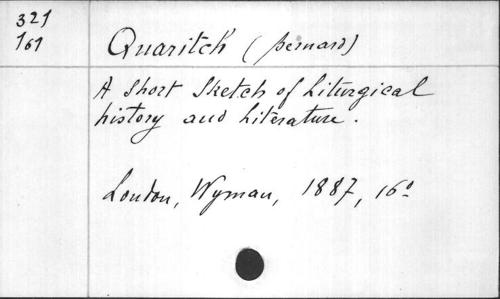 321
161
Quaritch (Bernard)
A short sketch of liturgical
history and literature.
London, Wyman, 1887, 16º